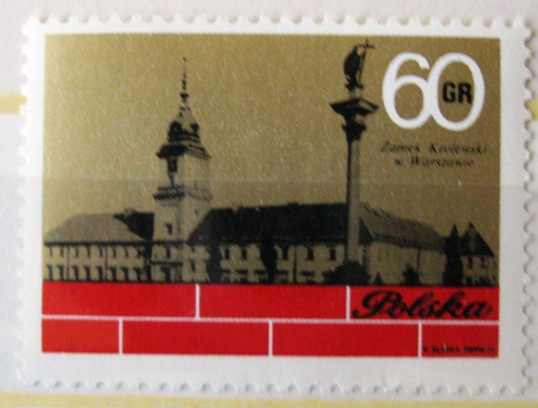 60 GR
Zamek Królewski
w Warszawie
Polska